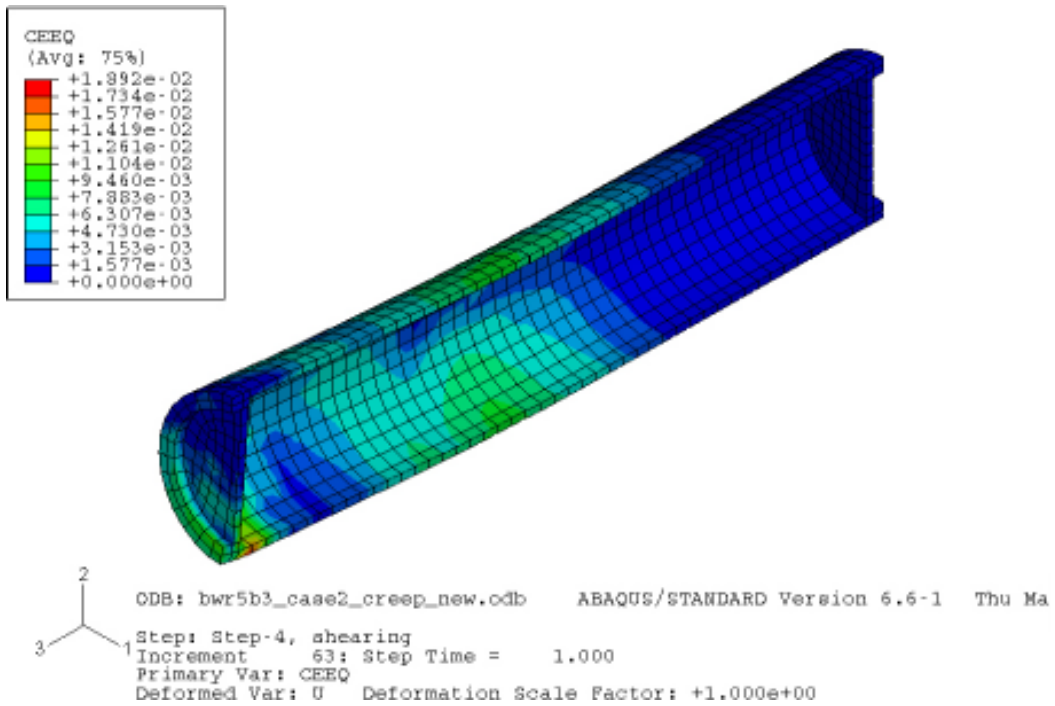 CEEQ
(Avg: 75%)
+1.892e-02
+1.734e-02
+1.577e-02
+1.419e-02
+1.261e-02
+1.104e-02
+9.460e-03
+7.883e-03
+6.307e-03
+4.730e-03
+3.153e-03
+1.577e-03
+0.000e+00
2
3
1
ODB: bwr5b3_case2_creep_new.odb ABAQUS/STANDARD Version 6.6-1 Thu Ma
Step: Step-4, shearing
Increment 63: Step Time = 1.000
Primary Var: CEEQ
Deformed Var: U Deformation Scale Factor: +1.000e+00